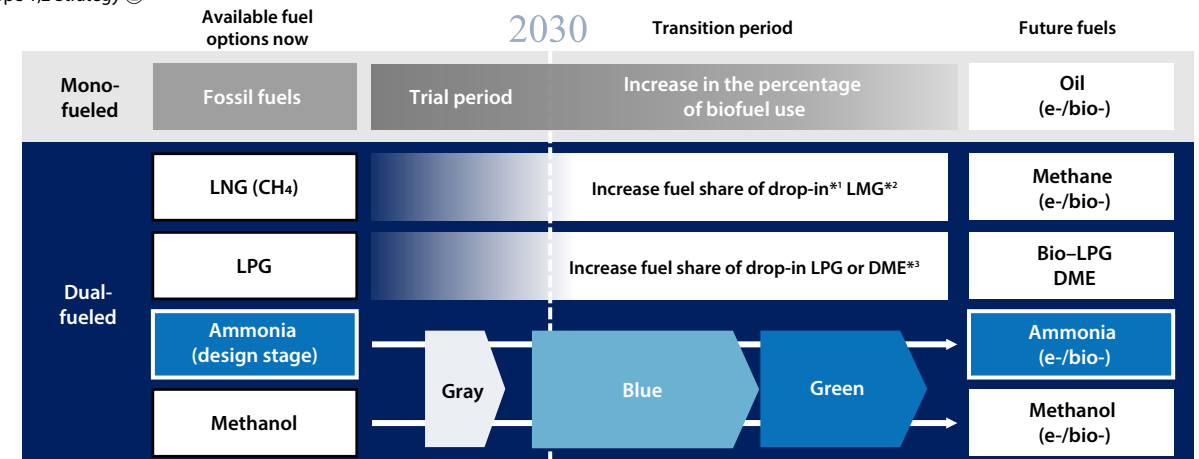 Available fuel
options now
2030
Transition period
Future fuels
Mono-
fueled
Fossil fuels
Trial period
Increase in the percentage
of biofuel use
Oil
(e-/bio-)
Dual-
fueled
LNG (CH₄)
Increase fuel share of drop-in*¹ LMG*²
Methane
(e-/bio-)
LPG
Increase fuel share of drop-in LPG or DME*³
Bio–LPG
DME
Ammonia
(design stage)
Gray
Blue
Green
Ammonia
(e-/bio-)
Methanol
Methanol
(e-/bio-)